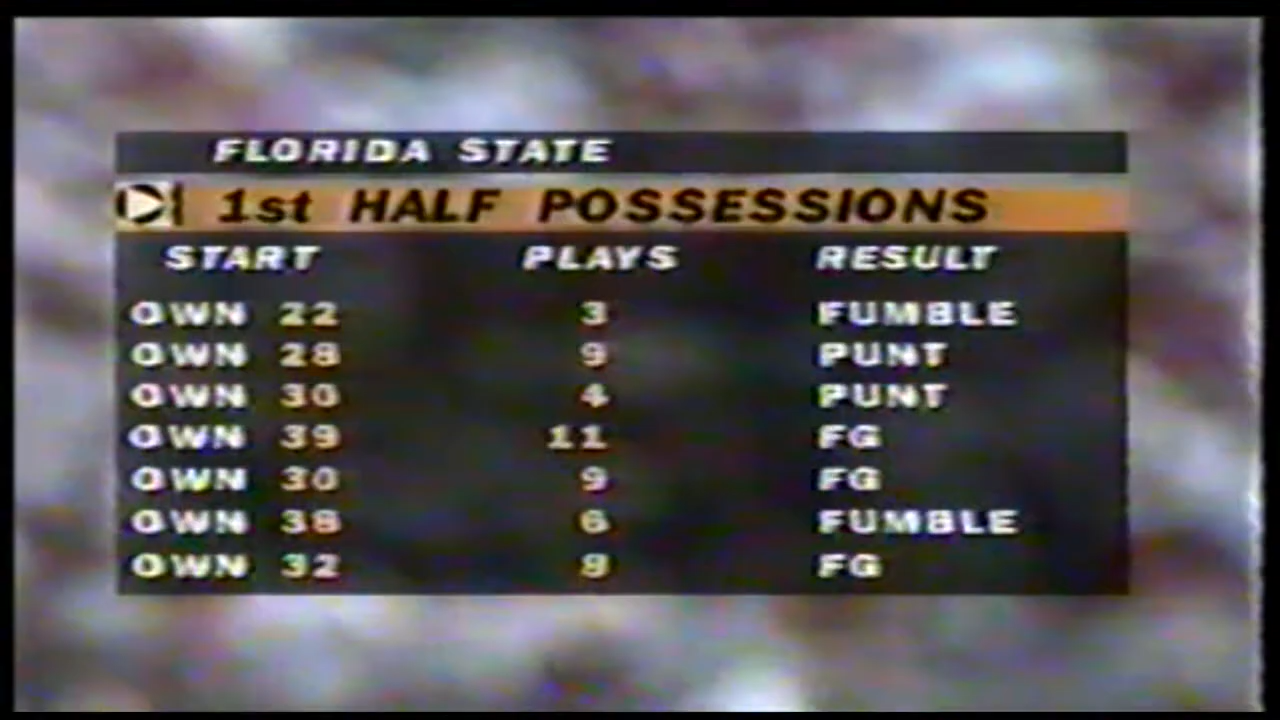 FLORIDA STATE
1st HALF POSSESSIONS
START PLAYS RESULT
OWN 22 3 FUMBLE
OWN 28 9 PUNT
OWN 30 4 PUNT
OWN 39 11 FG
OWN 30 9 FG
OWN 38 6 FUMBLE
OWN 32 9 FG